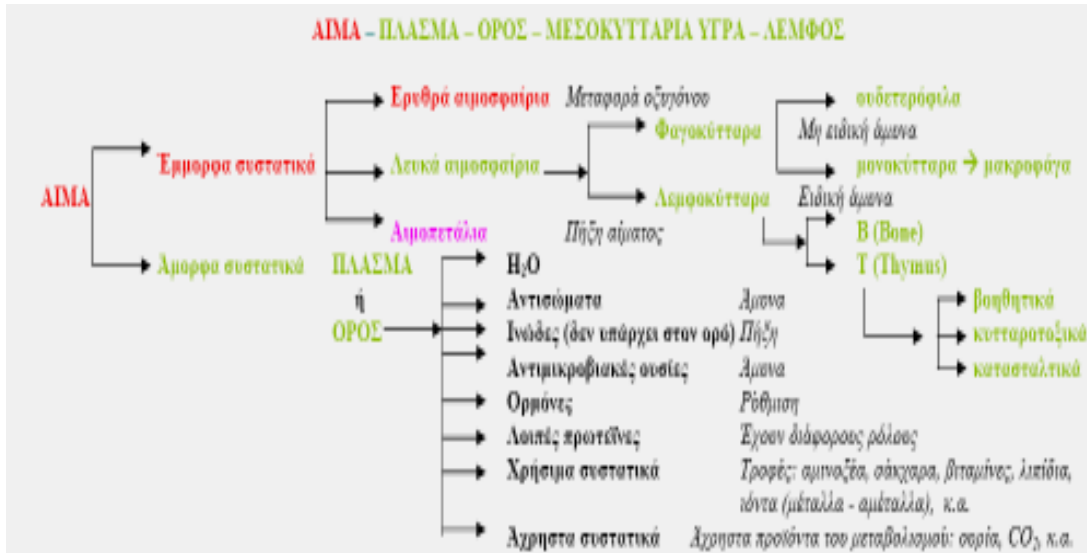 ΑΙΜΑ – ΠΛΑΣΜΑ – ΟΡΟΣ – ΜΕΣΟΚΥΤΤΑΡΙΑ ΥΓΡΑ – ΛΕΜΦΟΣ
Ερυθρά αιμοσφαίρια Μεταφορά οξυγόνου ουδετερόφιλα
Φαγοκύτταρα Μη ειδική άμυνα
Έμμορφα συστατικά Λευκά αιμοσφαίρια μονοκύτταρα → μακροφάγα
ΑΙΜΑ Λεμφοκύτταρα Ειδική άμυνα
Αιμοπετάλια Πήξη αίματος B (Bone)
Άμορφα συστατικά ΠΛΑΣΜΑ H₂O T (Thymus)
ή Αντισώματα Άμυνα βοηθητικά
ΟΡΟΣ Ινώδες (δεν υπάρχει στον ορό) Πήξη κυτταροτοξικά
Αντιμικροβιακές ουσίες Άμυνα κατασταλτικά
Ορμόνες Ρύθμιση
Λοιπές πρωτεΐνες Έχουν διάφορους ρόλους
Χρήσιμα συστατικά Τροφές: αμινοξέα, σάκχαρα, βιταμίνες, λιπίδια,
ιόντα (μέταλλα - αμέταλλα), κ.α.
Άχρηστα συστατικά Άχρηστα προϊόντα του μεταβολισμού: ουρία, CO₂, κ.α.